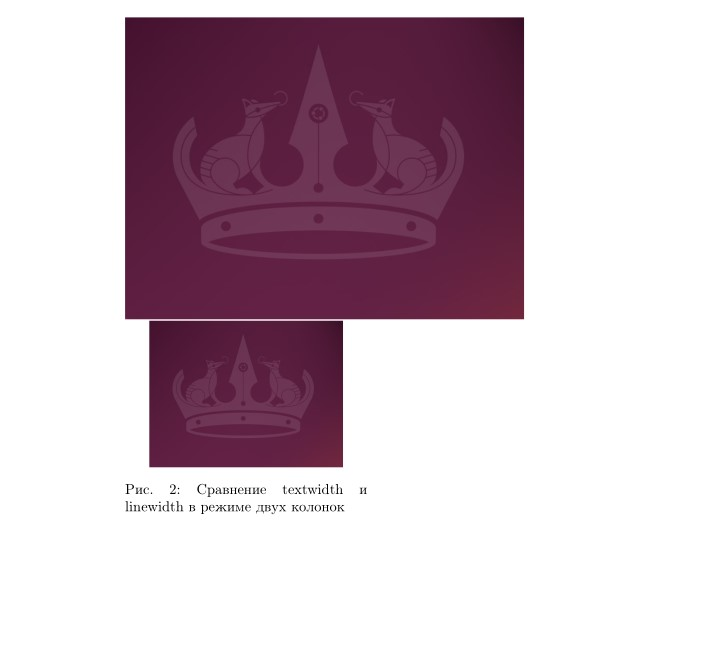 Рис. 2: Сравнение textwidth и
linewidth в режиме двух колонок